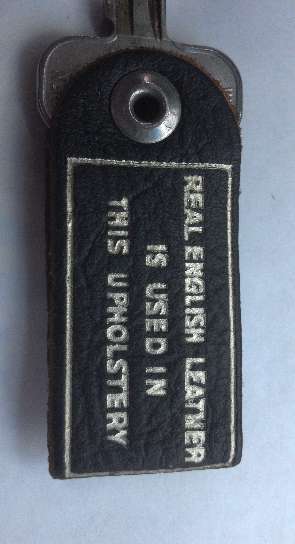 REAL ENGLISH LEATHER
IS USED IN
THIS UPHOLSTERY